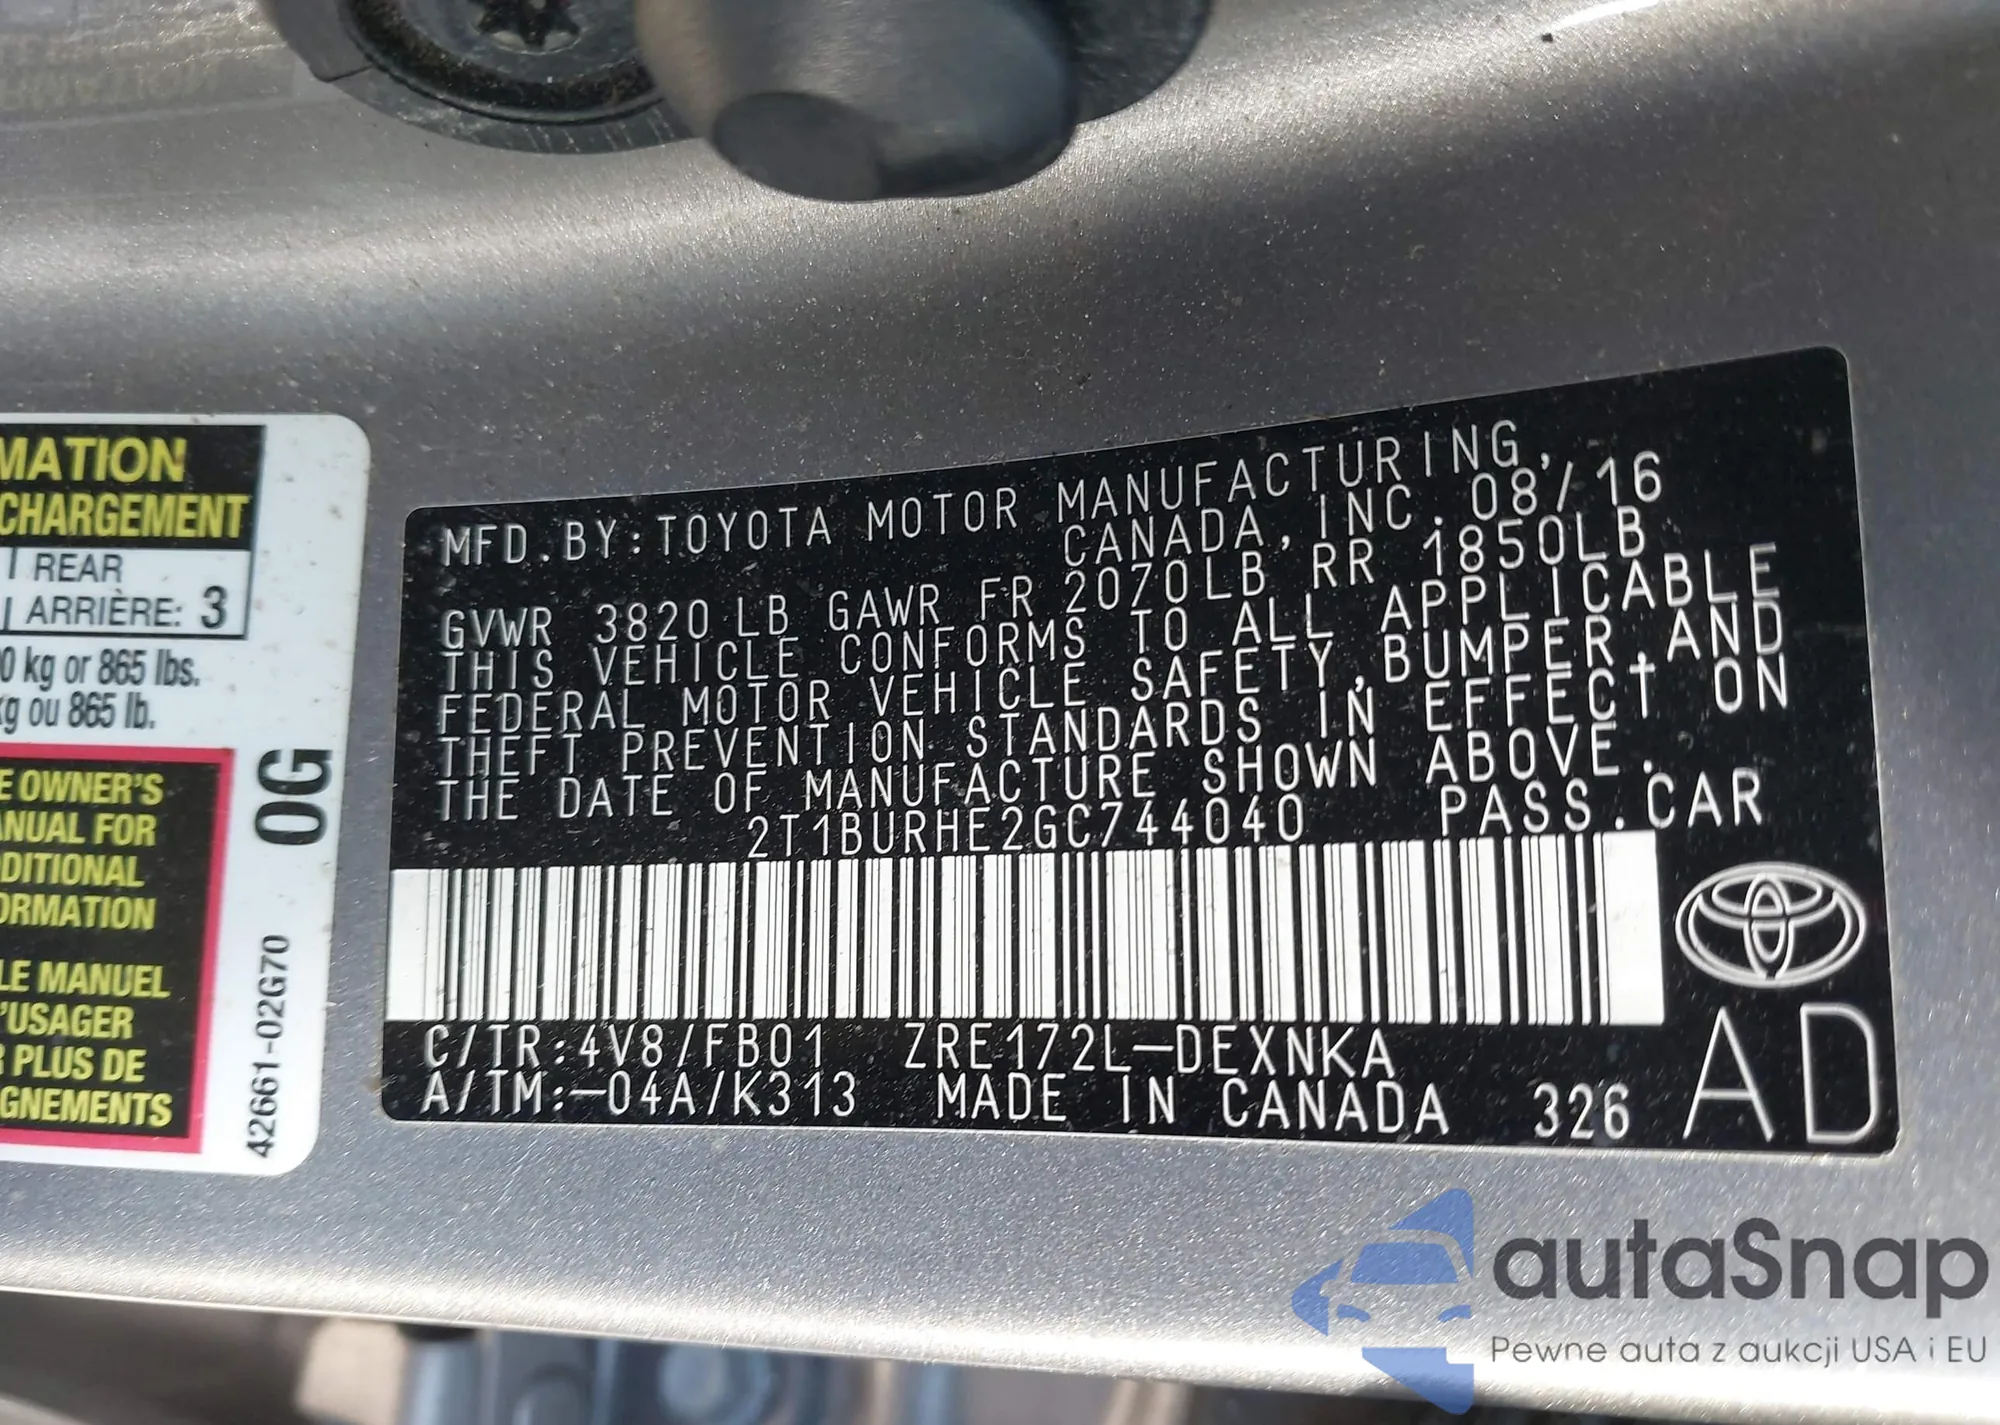 MATION
CHARGEMENT
REAR
ARRIÈRE: 3
0 kg or 865 lbs.
kg ou 865 lb.
E OWNER'S
ANUAL FOR
DDITIONAL
ORMATION
LE MANUEL
'USAGER
R PLUS DE
GNEMENTS
0G
42661-02G70
MFD.BY:TOYOTA MOTOR MANUFACTURING,
CANADA, INC. 08/16
GVWR 3820 LB GAWR FR 2070LB RR 1850LB
THIS VEHICLE CONFORMS TO ALL APPLICABLE
FEDERAL MOTOR VEHICLE SAFETY,BUMPER,AND
THEFT PREVENTION STANDARDS IN EFFECT ON
THE DATE OF MANUFACTURE SHOWN ABOVE.
2T1BURHE2GC744040 PASS.CAR
C/TR:4V8/FB01 ZRE172L-DEXNKA
A/TM:-04A/K313 MADE IN CANADA 326
AD
autaSnap
Pewne auta z aukcji USA i EU